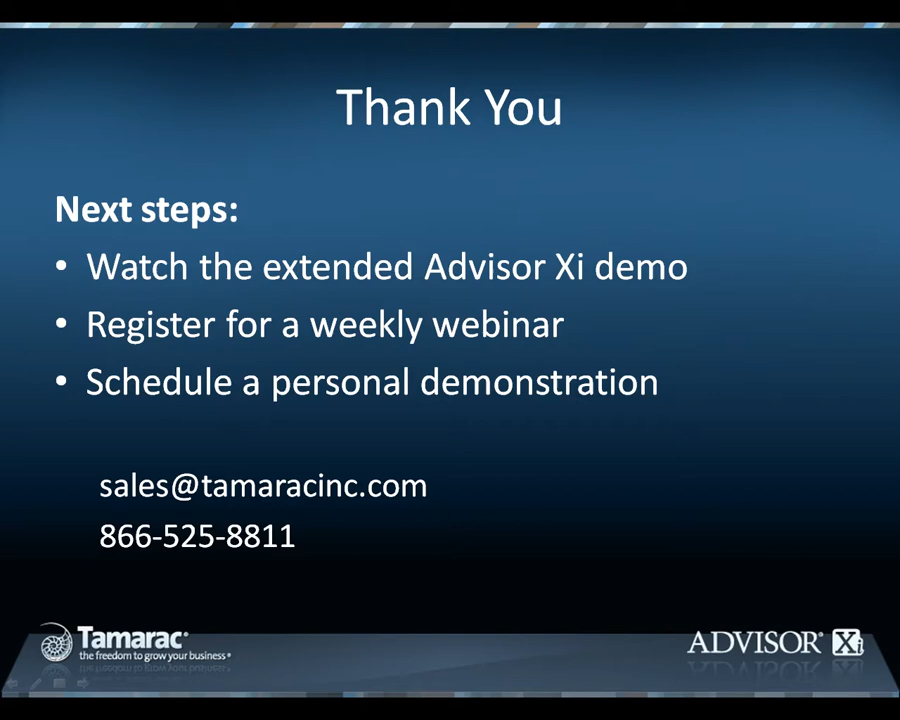 Thank You
Next steps:
• Watch the extended Advisor Xi demo
• Register for a weekly webinar
• Schedule a personal demonstration
sales@tamaracinc.com
866-525-8811
Tamarac®
the freedom to grow your business®
ADVISOR® Xi